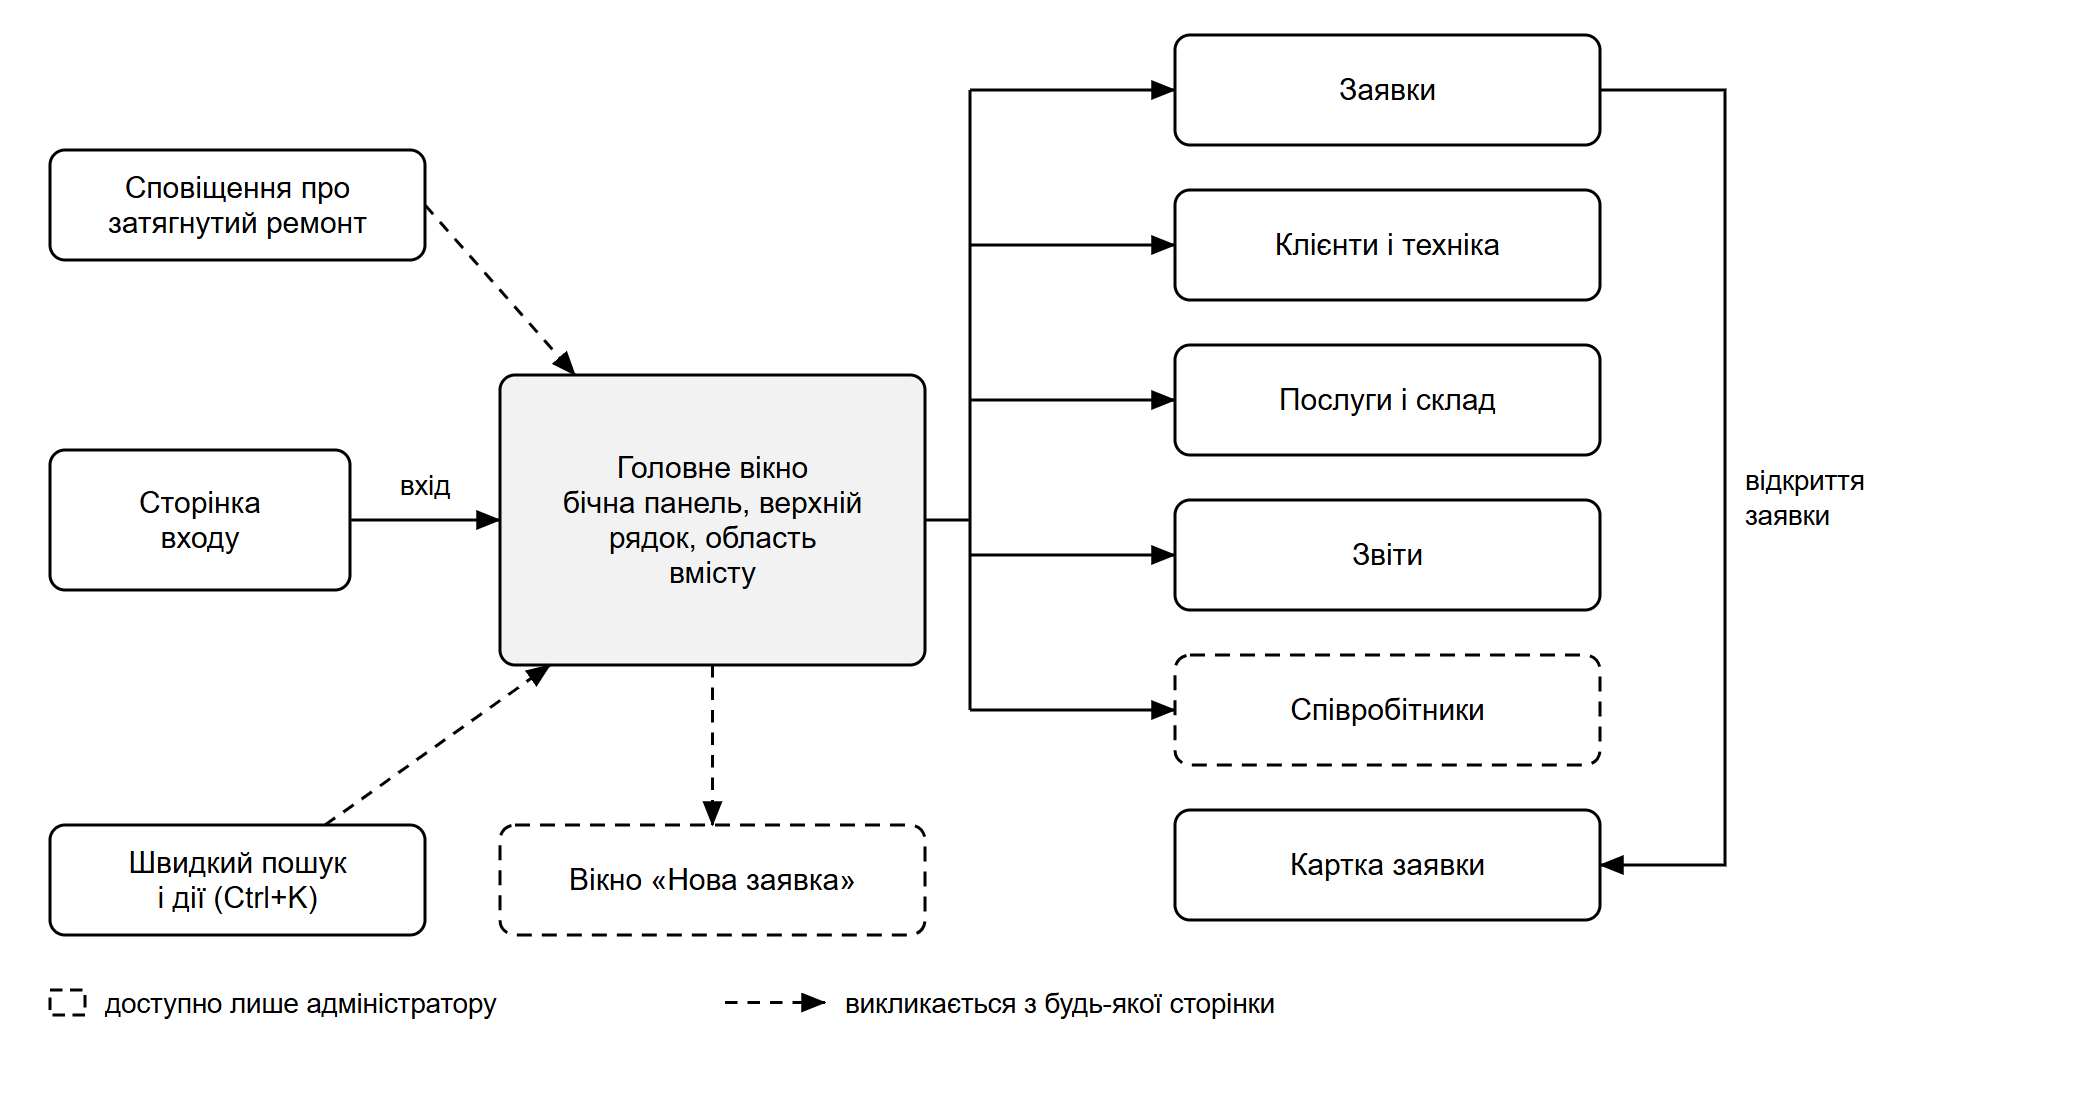 Заявки
Сповіщення про
затягнутий ремонт
Клієнти і техніка
Послуги і склад
Сторінка
входу
вхід
Головне вікно
бічна панель, верхній
рядок, область
вмісту
відкриття
заявки
Звіти
Співробітники
Швидкий пошук
і дії (Ctrl+K)
Вікно «Нова заявка»
Картка заявки
доступно лише адміністратору
викликається з будь-якої сторінки